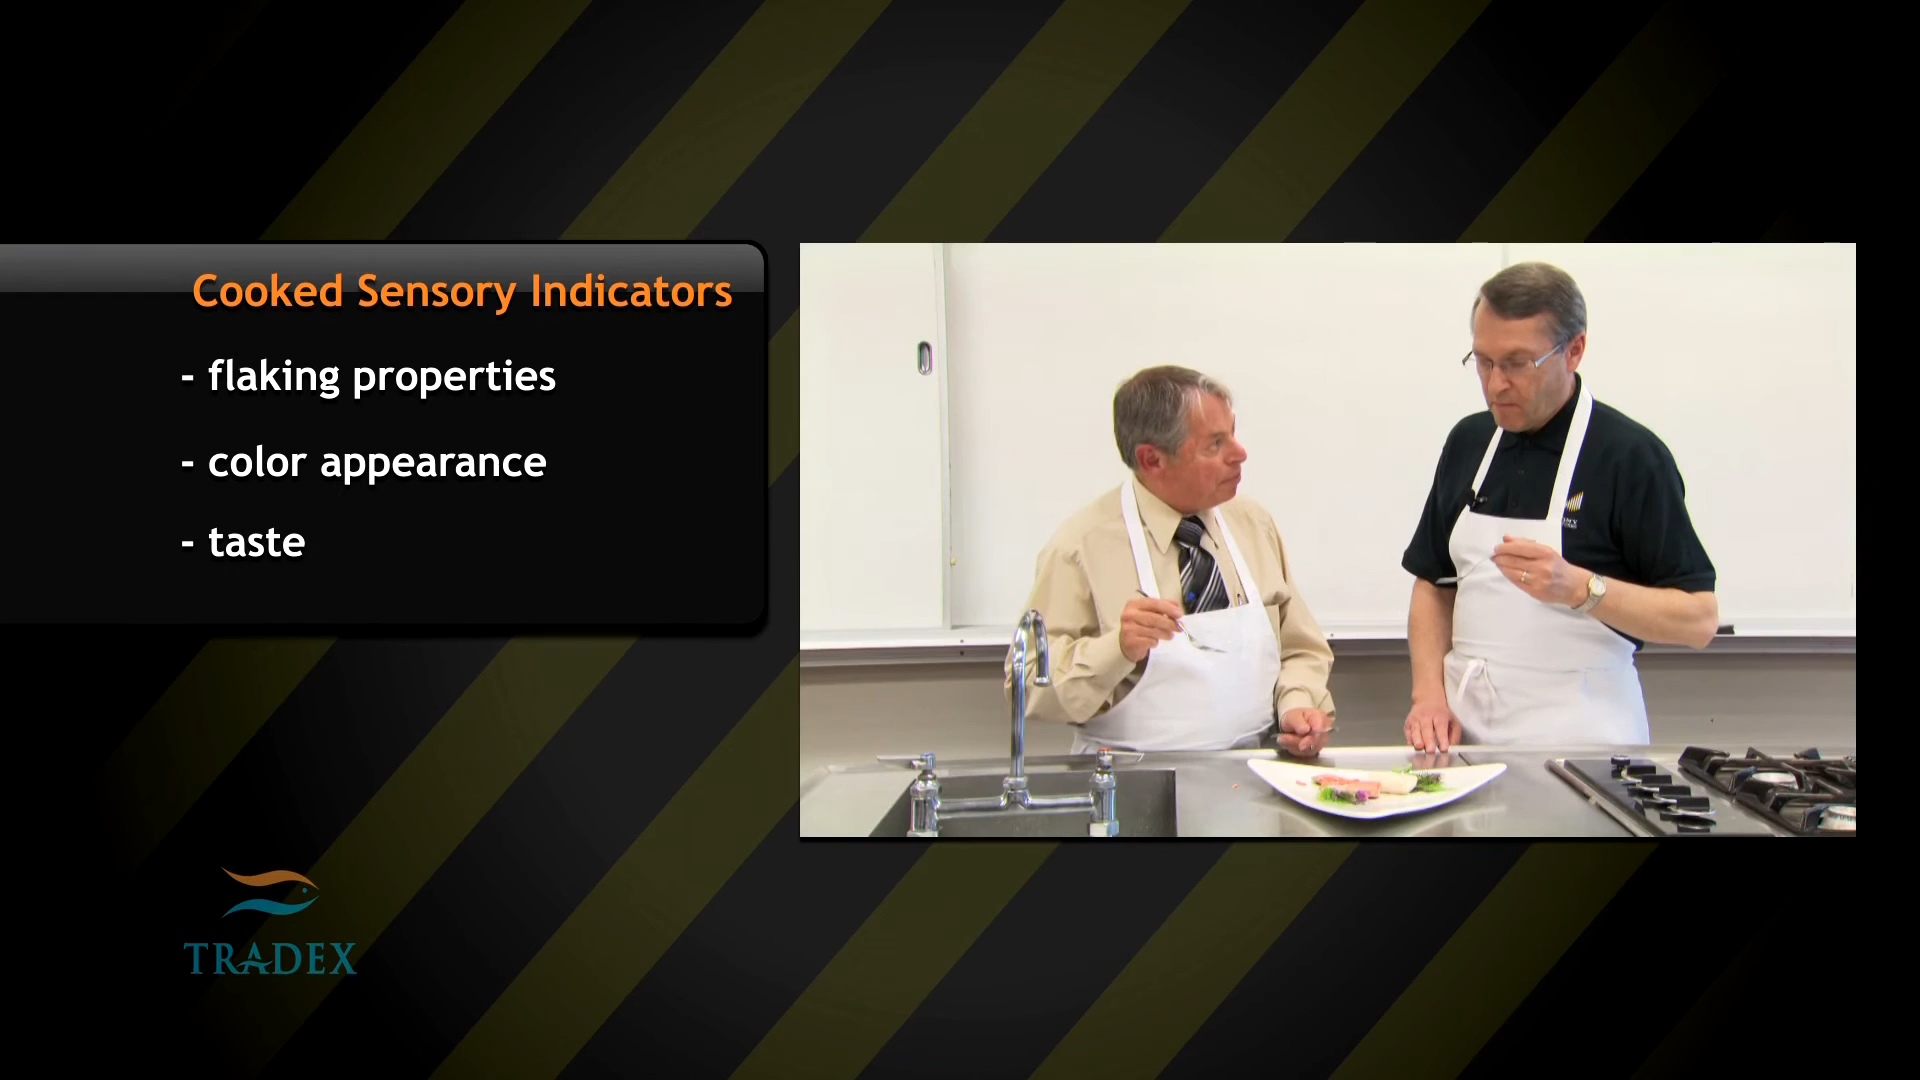 Cooked Sensory Indicators
- flaking properties
- color appearance
- taste
TRADEX